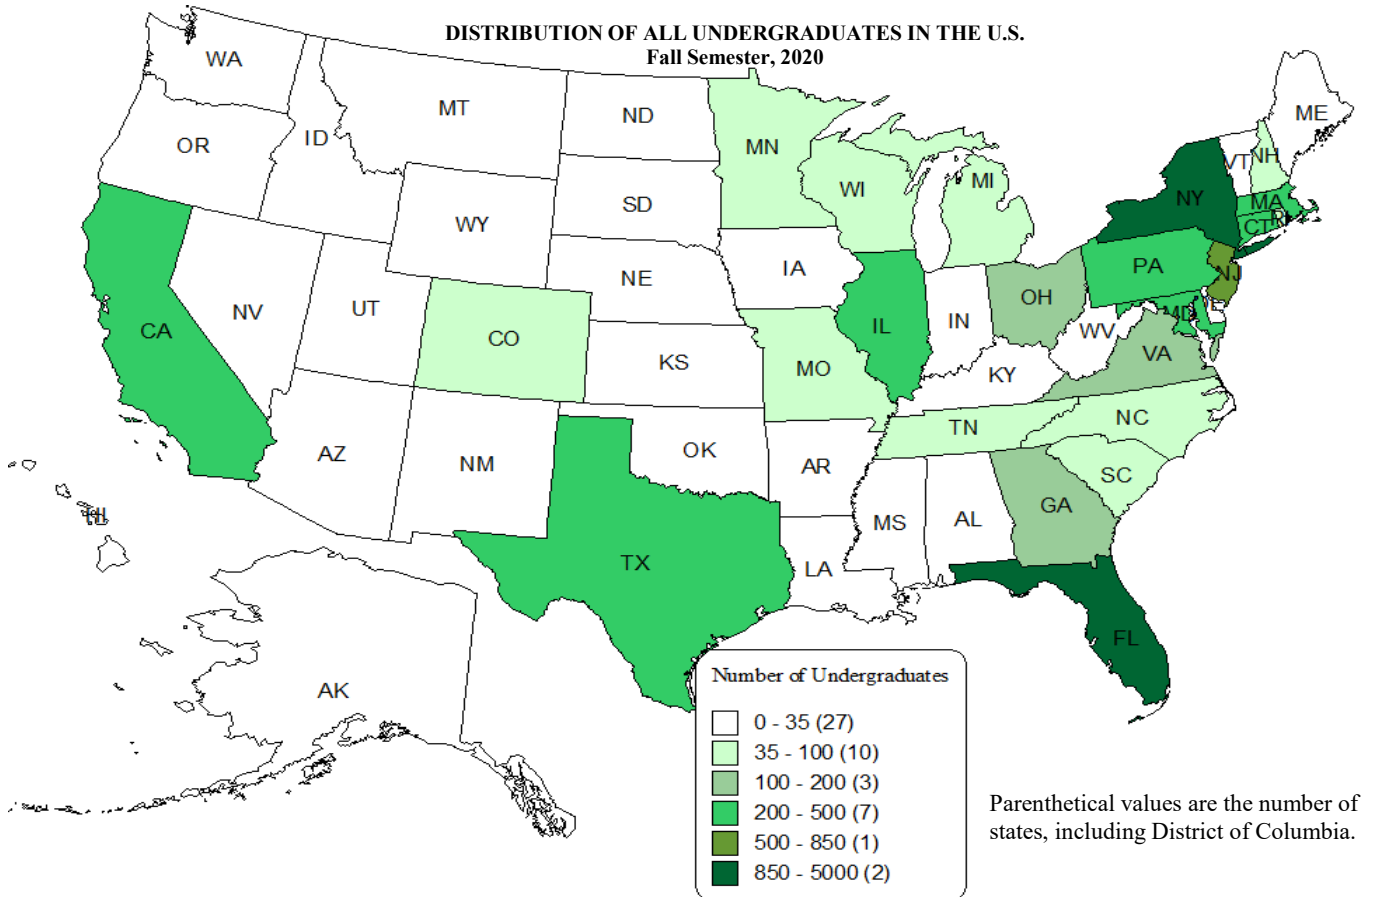 DISTRIBUTION OF ALL UNDERGRADUATES IN THE U.S.
Fall Semester, 2020
WA
MT
ND
MN
ME
OR
ID
VT
NH
WI
MI
SD
WY
NY
MA
RI
CT
IA
NE
PA
NJ
OH
NV
UT
IN
IL
MD
CA
CO
WV
VA
KS
MO
KY
NC
TN
AZ
NM
OK
AR
SC
GA
MS
AL
HI
TX
LA
FL
AK
Number of Undergraduates
0 - 35 (27)
35 - 100 (10)
100 - 200 (3)
200 - 500 (7)
500 - 850 (1)
850 - 5000 (2)
Parenthetical values are the number of
states, including District of Columbia.